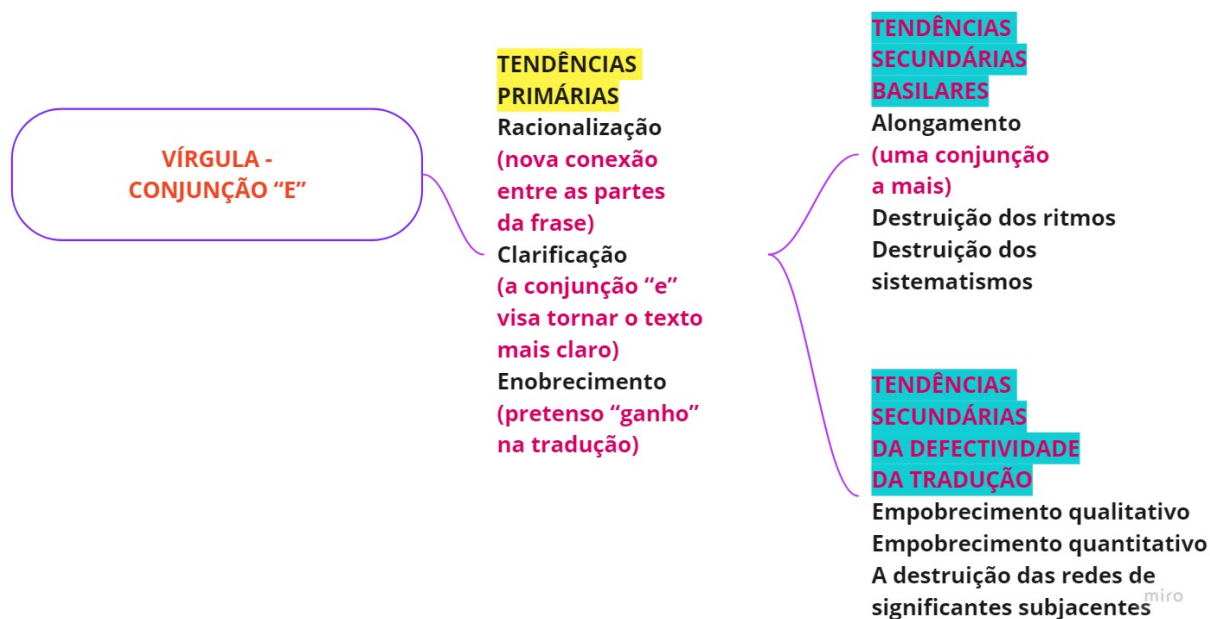 VÍRGULA -
CONJUNÇÃO “E”
TENDÊNCIAS
PRIMÁRIAS
Racionalização
(nova conexão
entre as partes
da frase)
Clarificação
(a conjunção “e”
visa tornar o texto
mais claro)
Enobrecimento
(pretenso “ganho”
na tradução)
TENDÊNCIAS
SECUNDÁRIAS
BASILARES
Alongamento
(uma conjunção
a mais)
Destruição dos ritmos
Destruição dos
sistematismos
TENDÊNCIAS
SECUNDÁRIAS
DA DEFECTIVIDADE
DA TRADUÇÃO
Empobrecimento qualitativo
Empobrecimento quantitativo
A destruição das redes de
significantes subjacentes
miro